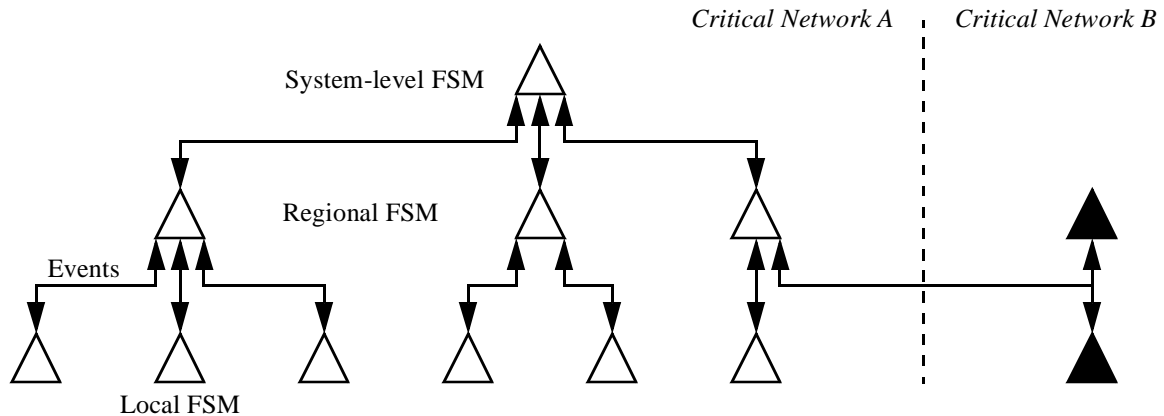 Critical Network A
Critical Network B
System-level FSM
Regional FSM
Events
Local FSM